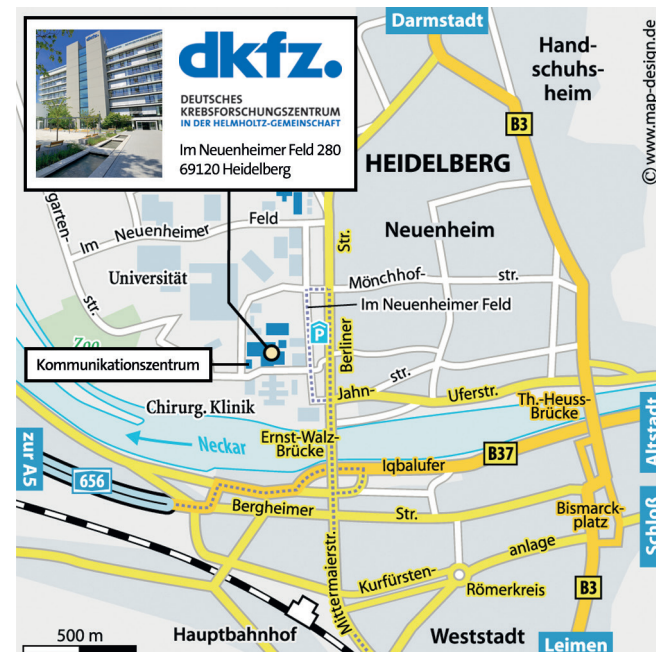 Darmstadt
Hand-
schuhs-
heim
© www.map-design.de
dkfz.
DEUTSCHES
KREBSFORSCHUNGSZENTRUM
IN DER HELMHOLTZ-GEMEINSCHAFT
Im Neuenheimer Feld 280
69120 Heidelberg
B3
HEIDELBERG
Neuenheim
garten-
str.
Im Neuenheimer Feld
Berliner Str.
Universität
Mönchhof- str.
Im Neuenheimer Feld
P
Zoo
Kommunikationszentrum
Jahn- str.
Uferstr.
Th.-Heuss-
Brücke
Chirurg. Klinik
Neckar
Ernst-Walz-
Brücke
Iqbalufer
B37
Altstadt
zur A5
656
Bergheimer Str.
Bismarck-
platz
Schloß
Mittermaierstr.
Kurfürsten- anlage
Römerkreis
B3
500 m
Hauptbahnhof
Weststadt
Leimen